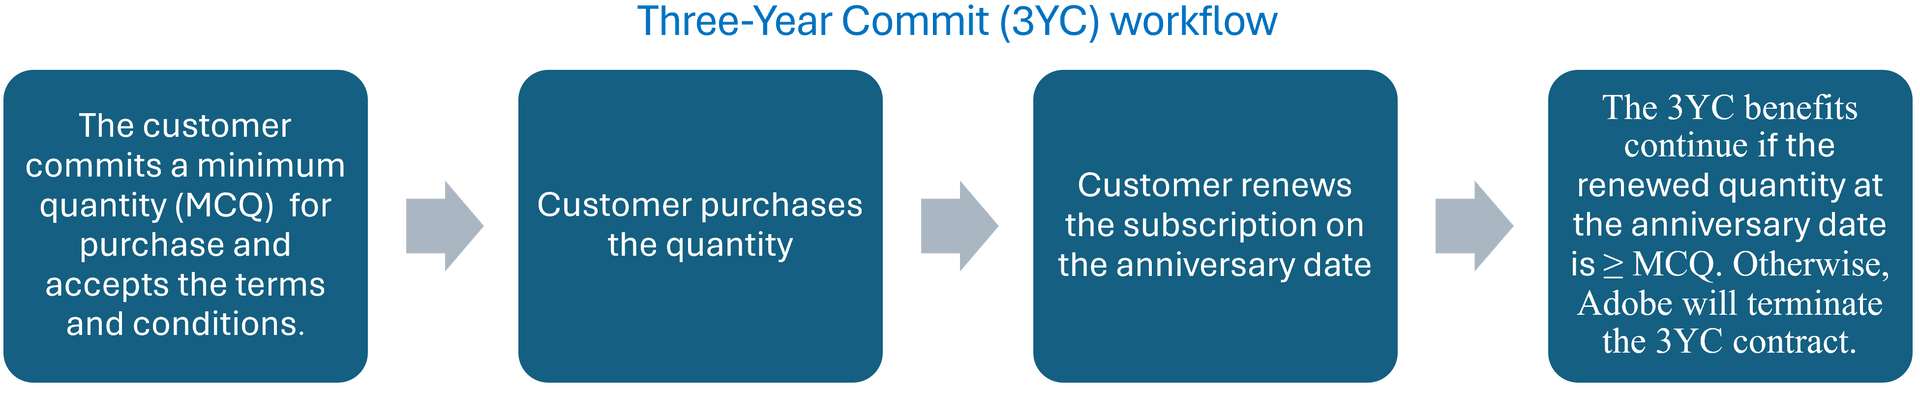 Three-Year Commit (3YC) workflow
The customer
commits a minimum
quantity (MCQ)  for
purchase and
accepts the terms
and conditions.
Customer purchases
the quantity
Customer renews
the subscription on
the anniversary date
The 3YC benefits
continue if the
renewed quantity at
the anniversary date
is ≥ MCQ. Otherwise,
Adobe will terminate
the 3YC contract.